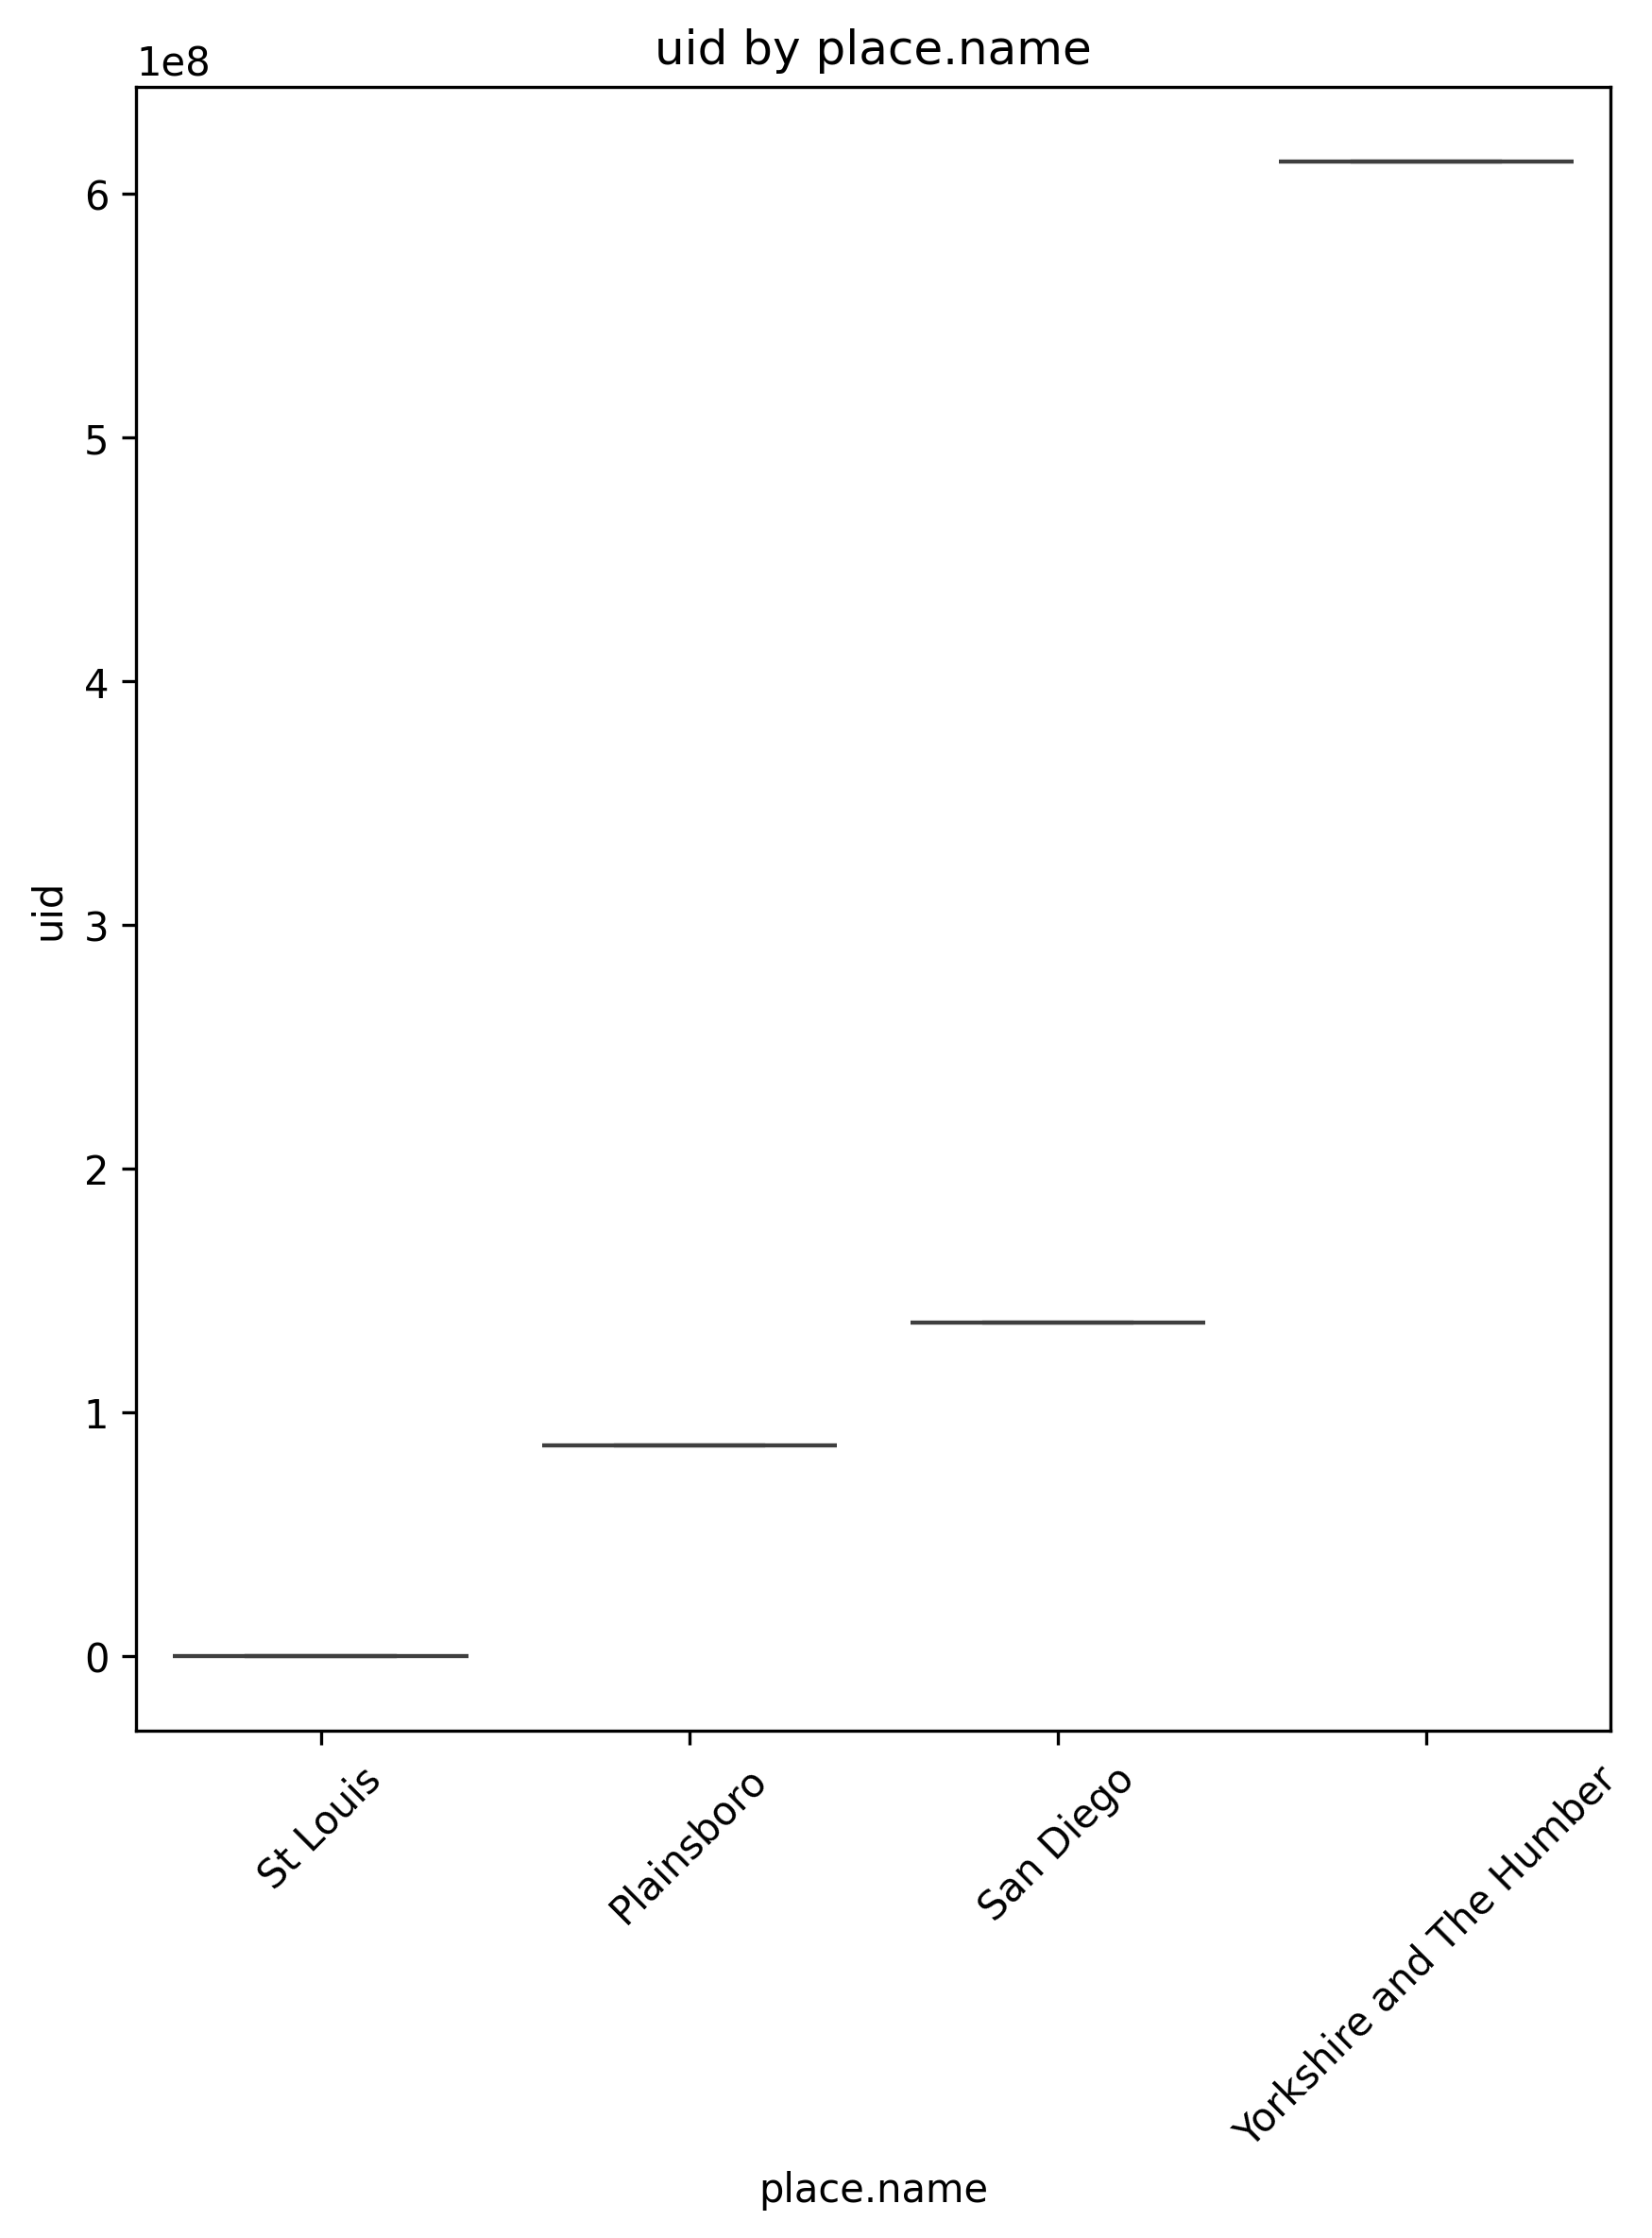 uid by place.name
1e8
6
5
4
3
2
1
0
uid
St Louis
Plainsboro
San Diego
Yorkshire and The Humber
place.name